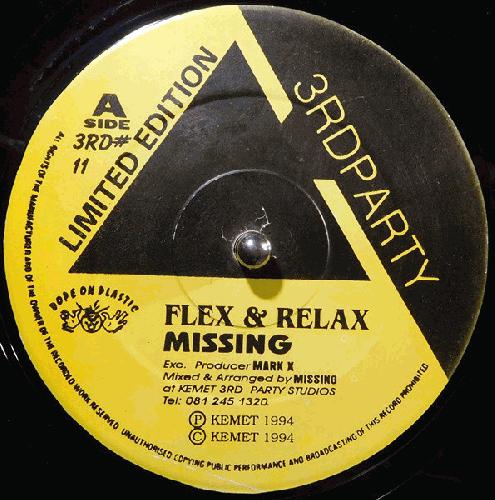 A
SIDE
3RD#
11
LIMITED EDITION
3RDPARTY
DOPE ON PLASTIC
FLEX & RELAX
MISSING
Exc. Producer MARK X
Mixed & Arranged by MISSING
at KEMET 3RD PARTY STUDIOS
Tel: 081 245 1320.
Ⓟ KEMET 1994
© KEMET 1994
ALL RIGHTS OF THE MANUFACTURER AND OF THE OWNER OF THE RECORDED WORK RESERVED. UNAUTHORISED COPYING PUBLIC PERFORMANCE AND BROADCASTING OF THIS RECORD PROHIBITED.